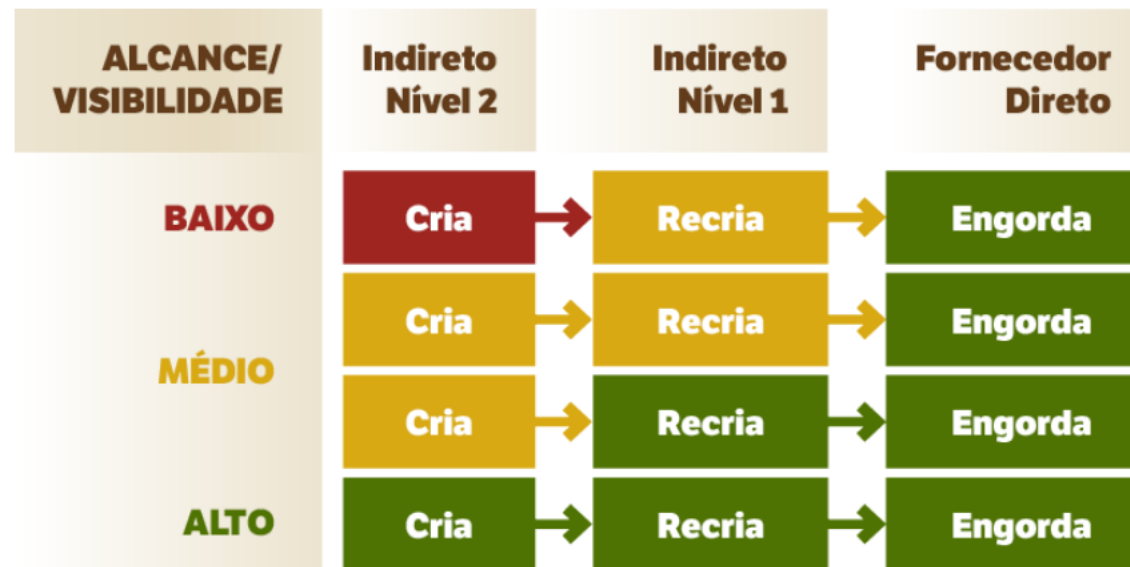 ALCANCE/
VISIBILIDADE
Indireto
Nível 2
Indireto
Nível 1
Fornecedor
Direto
BAIXO
Cria
Recria
Engorda
MÉDIO
Cria
Recria
Engorda
Cria
Recria
Engorda
ALTO
Cria
Recria
Engorda